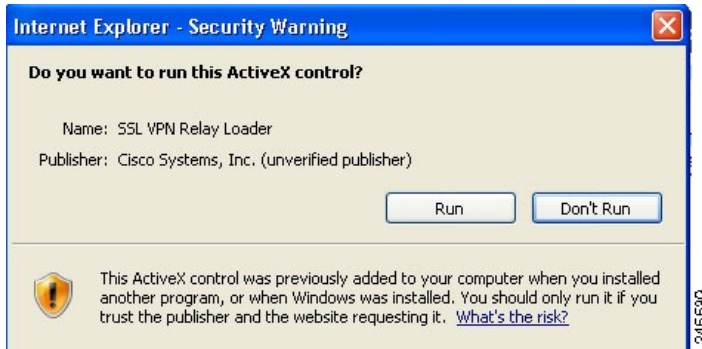 Internet Explorer - Security Warning
Do you want to run this ActiveX control?
Name: SSL VPN Relay Loader
Publisher: Cisco Systems, Inc. (unverified publisher)
Run
Don't Run
This ActiveX control was previously added to your computer when you installed
another program, or when Windows was installed. You should only run it if you
trust the publisher and the website requesting it. What's the risk?